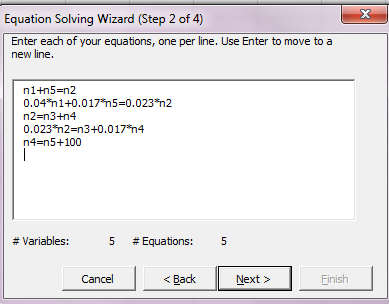 Equation Solving Wizard (Step 2 of 4)
Enter each of your equations, one per line. Use Enter to move to a
new line.
n1+n5=n2
0.04*n1+0.017*n5=0.023*n2
n2=n3+n4
0.023*n2=n3+0.017*n4
n4=n5+100
# Variables: 5 # Equations: 5
Cancel < Back Next > Finish